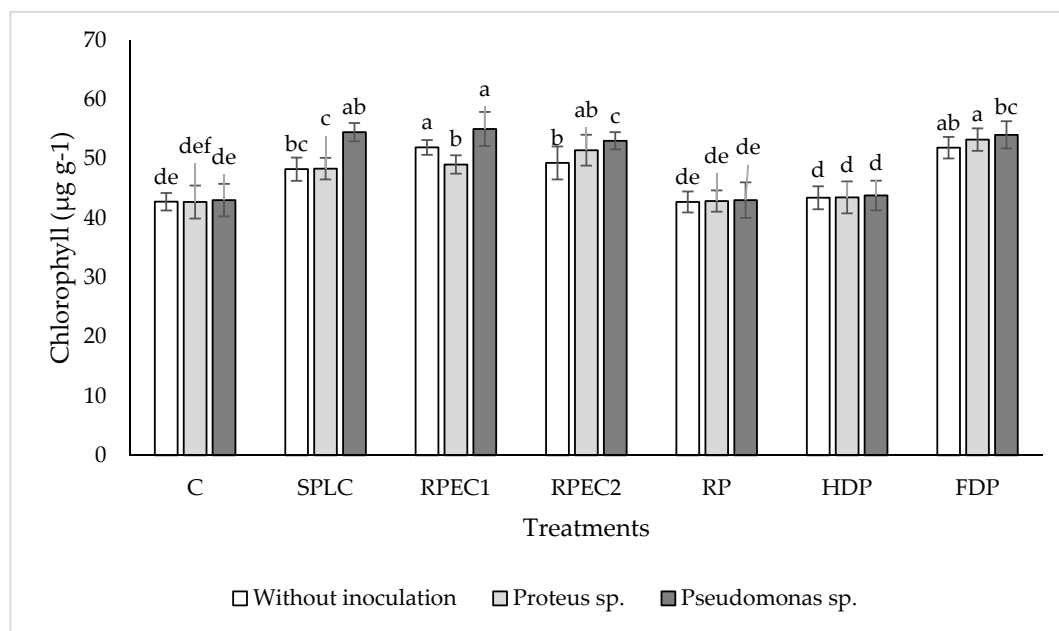 Chlorophyll (µg g-1)
70
60
50
40
30
20
10
0
de def de
bc c ab
a b a
b ab c
de de de
d d d
ab a bc
C SPLC RPEC1 RPEC2 RP HDP FDP
Treatments
Without inoculation Proteus sp. Pseudomonas sp.